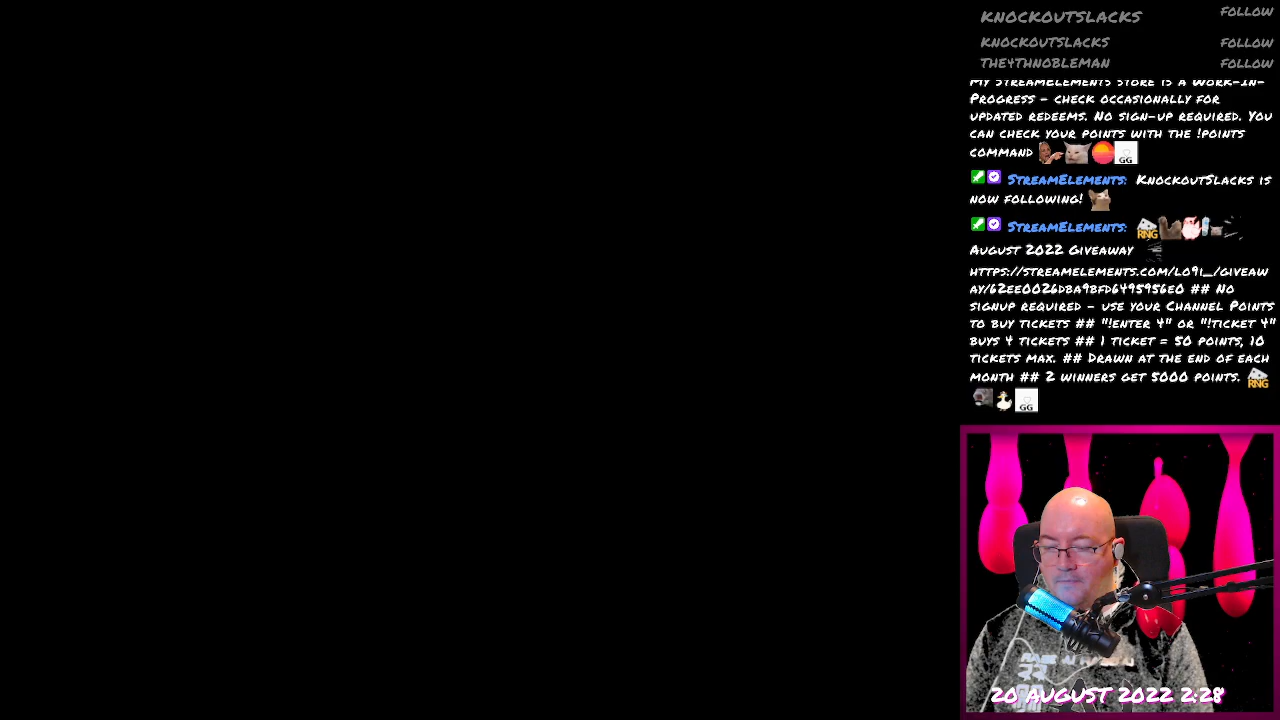 KNOCKOUTSLACKS FOLLOW
KNOCKOUTSLACKS FOLLOW
THE4THNOBLEMAN FOLLOW
MY STREAMELEMENTS STORE IS A WORK-IN-
PROGRESS - CHECK OCCASIONALLY FOR
UPDATED REDEEMS. NO SIGN-UP REQUIRED. YOU
CAN CHECK YOUR POINTS WITH THE !POINTS
COMMAND GG
STREAMELEMENTS: KNOCKOUTSLACKS IS
NOW FOLLOWING!
STREAMELEMENTS: RNG
AUGUST 2022 GIVEAWAY
HTTPS://STREAMELEMENTS.COM/LO9I_/GIVEAW
AY/62EE0026DBA9BFD6495956E0 ## NO
SIGNUP REQUIRED - USE YOUR CHANNEL POINTS
TO BUY TICKETS ## "!ENTER 4" OR "!TICKET 4"
BUYS 4 TICKETS ## 1 TICKET = 50 POINTS, 10
TICKETS MAX. ## DRAWN AT THE END OF EACH
MONTH ## 2 WINNERS GET 5000 POINTS. RNG
GG
20 AUGUST 2022 2:28